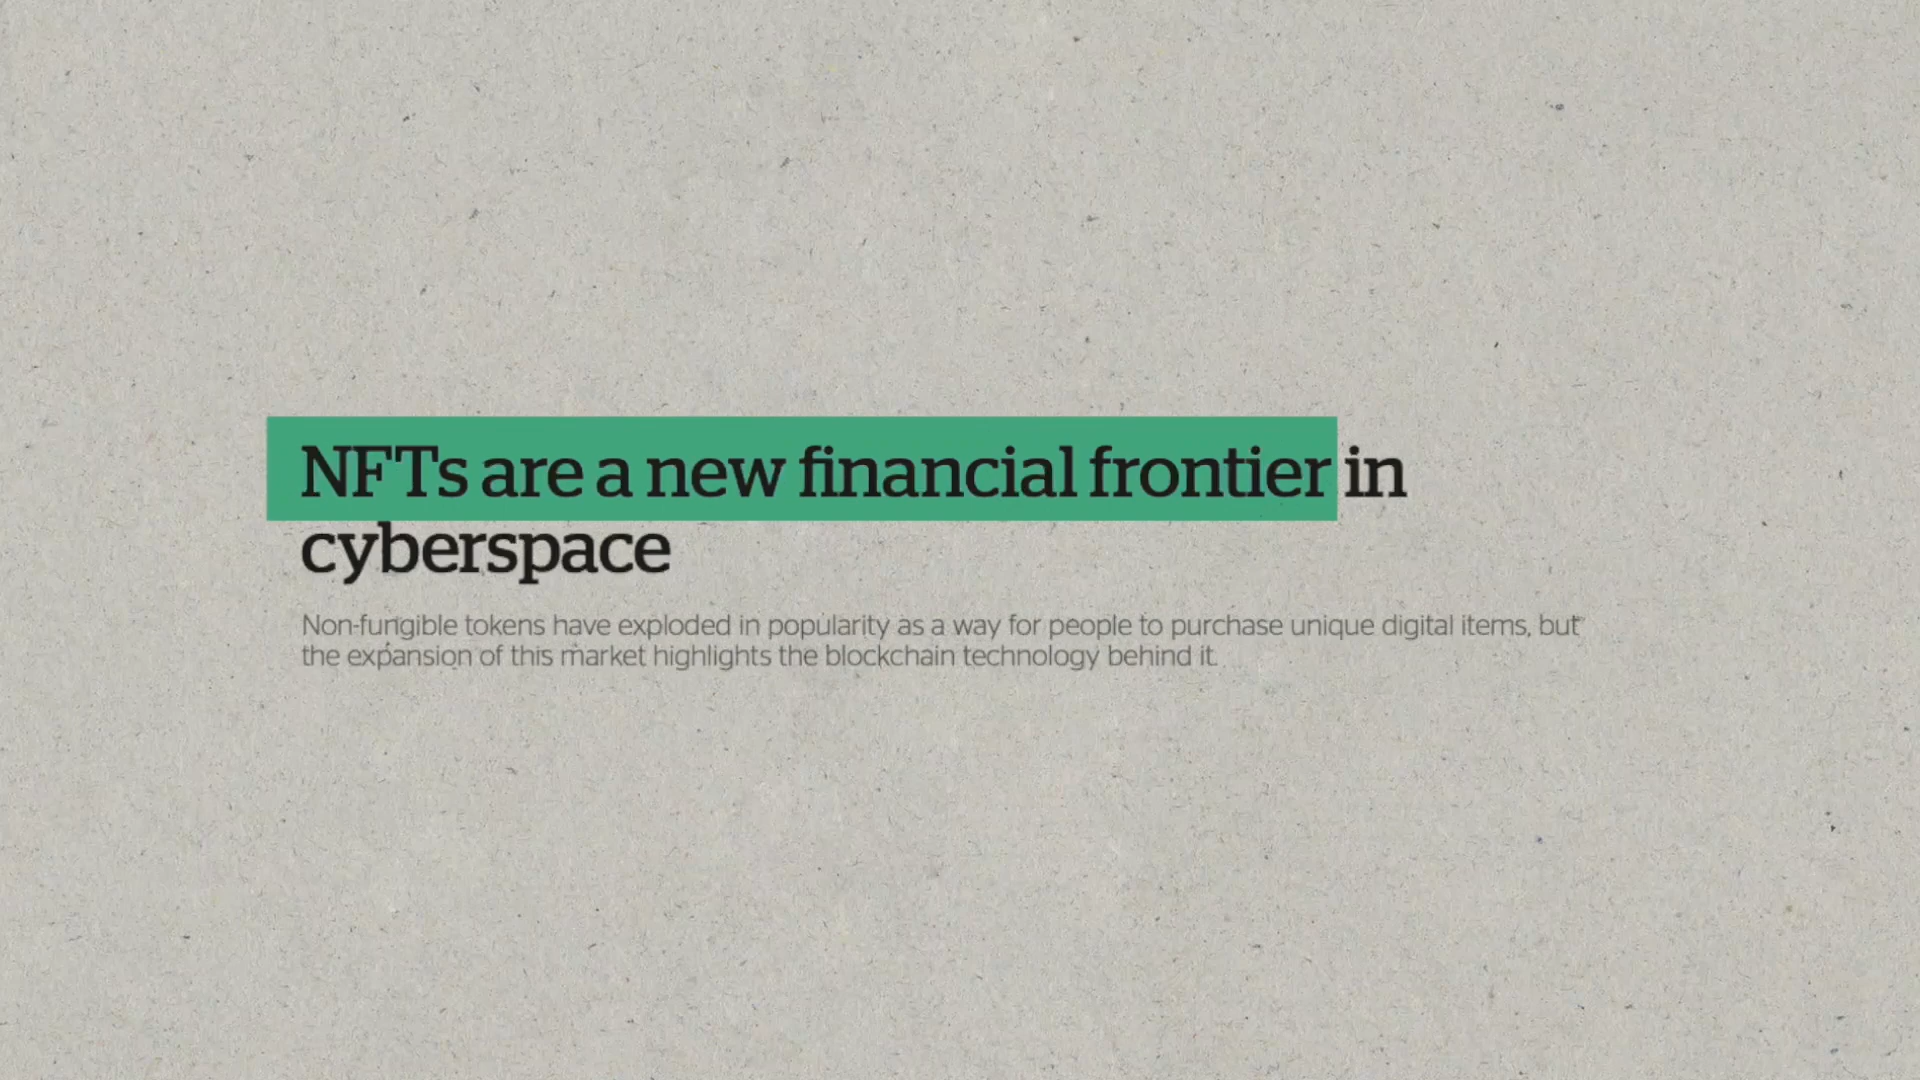 NFTs are a new financial frontier in
cyberspace
Non-fungible tokens have exploded in popularity as a way for people to purchase unique digital items, but
the expansion of this market highlights the blockchain technology behind it.